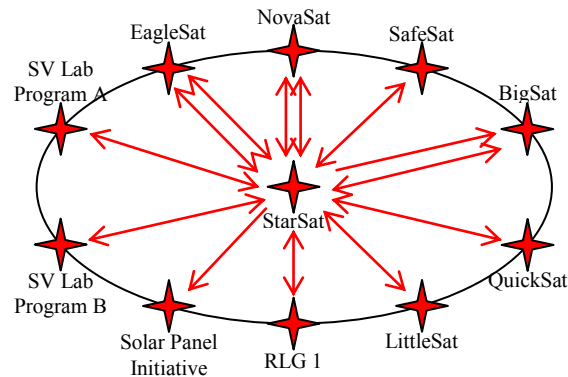 NovaSat
EagleSat
SafeSat
SV Lab
Program A
BigSat
StarSat
SV Lab
Program B
QuickSat
Solar Panel
Initiative
RLG 1
LittleSat